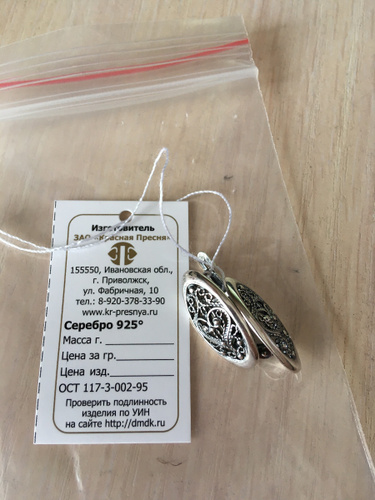 Изготовитель
ЗАО «Красная Пресня»
155550, Ивановская обл.,
г. Приволжск,
ул. Фабричная, 10
тел.: 8-920-378-33-90
www.kr-presnya.ru
Серебро 925°
Масса г.
Цена за гр.
Цена изд.
ОСТ 117-3-002-95
Проверить подлинность
изделия по УИН
на сайте http://dmdk.ru